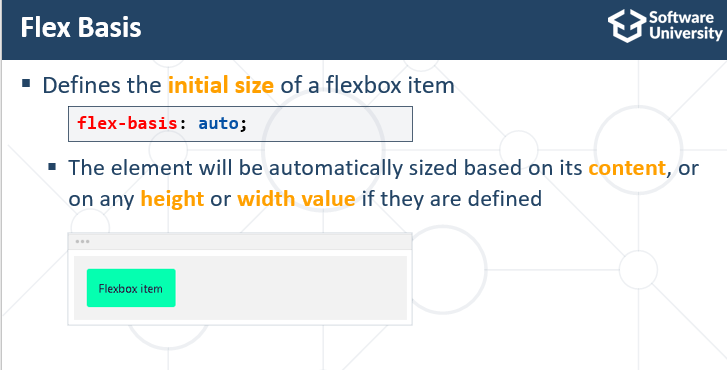 Flex Basis
Software
University
Defines the initial size of a flexbox item
flex-basis: auto;
The element will be automatically sized based on its content, or
on any height or width value if they are defined
Flexbox item